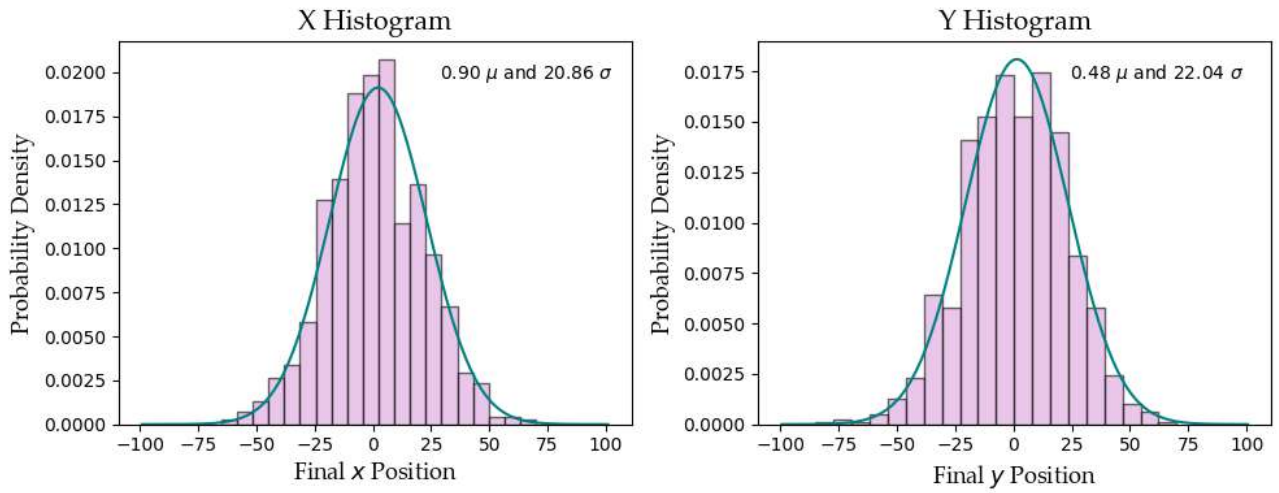 X Histogram
0.90 μ and 20.86 σ
Probability Density
0.0200
0.0175
0.0150
0.0125
0.0100
0.0075
0.0050
0.0025
0.0000
−100 −75 −50 −25 0 25 50 75 100
Final x Position
Y Histogram
0.48 μ and 22.04 σ
Probability Density
0.0175
0.0150
0.0125
0.0100
0.0075
0.0050
0.0025
0.0000
−100 −75 −50 −25 0 25 50 75 100
Final y Position